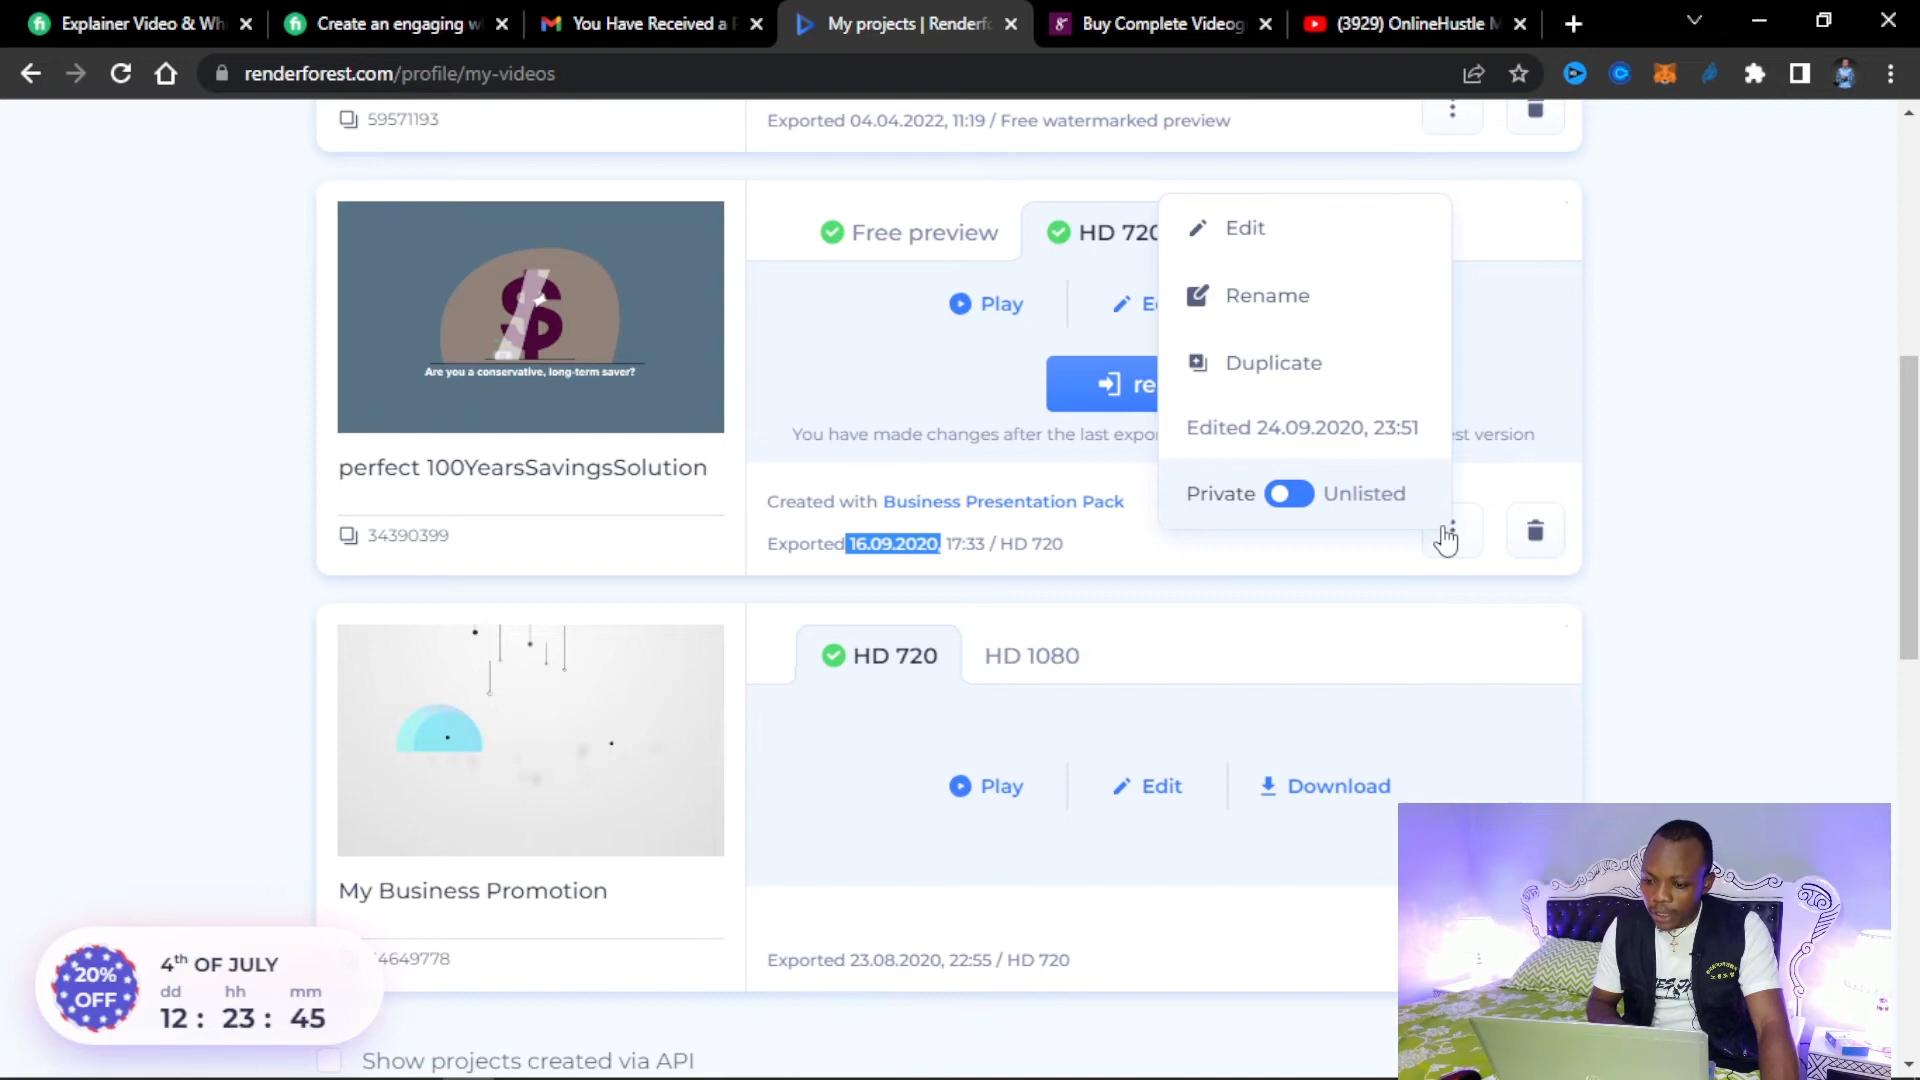 Explainer Video & Wh
Create an engaging w
You Have Received a
My projects | Renderfo
Buy Complete Videog
(3929) OnlineHustle M
renderforest.com/profile/my-videos
59571193
Exported 04.04.2022, 11:19 / Free watermarked preview
Free preview
HD 720
Edit
Rename
Duplicate
Edited 24.09.2020, 23:51
Private Unlisted
Play
re
You have made changes after the last expo
st version
Are you a conservative, long-term saver?
perfect 100YearsSavingsSolution
34390399
Created with Business Presentation Pack
Exported 16.09.2020, 17:33 / HD 720
HD 720
HD 1080
Play
Edit
Download
My Business Promotion
4649778
Exported 23.08.2020, 22:55 / HD 720
20% OFF
4th OF JULY
dd hh mm
12 : 23 : 45
Show projects created via API